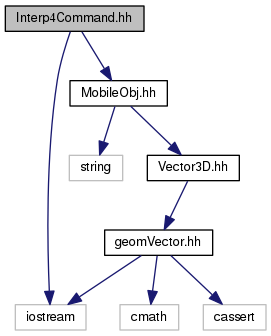 Interp4Command.hh
MobileObj.hh
string
Vector3D.hh
geomVector.hh
iostream
cmath
cassert